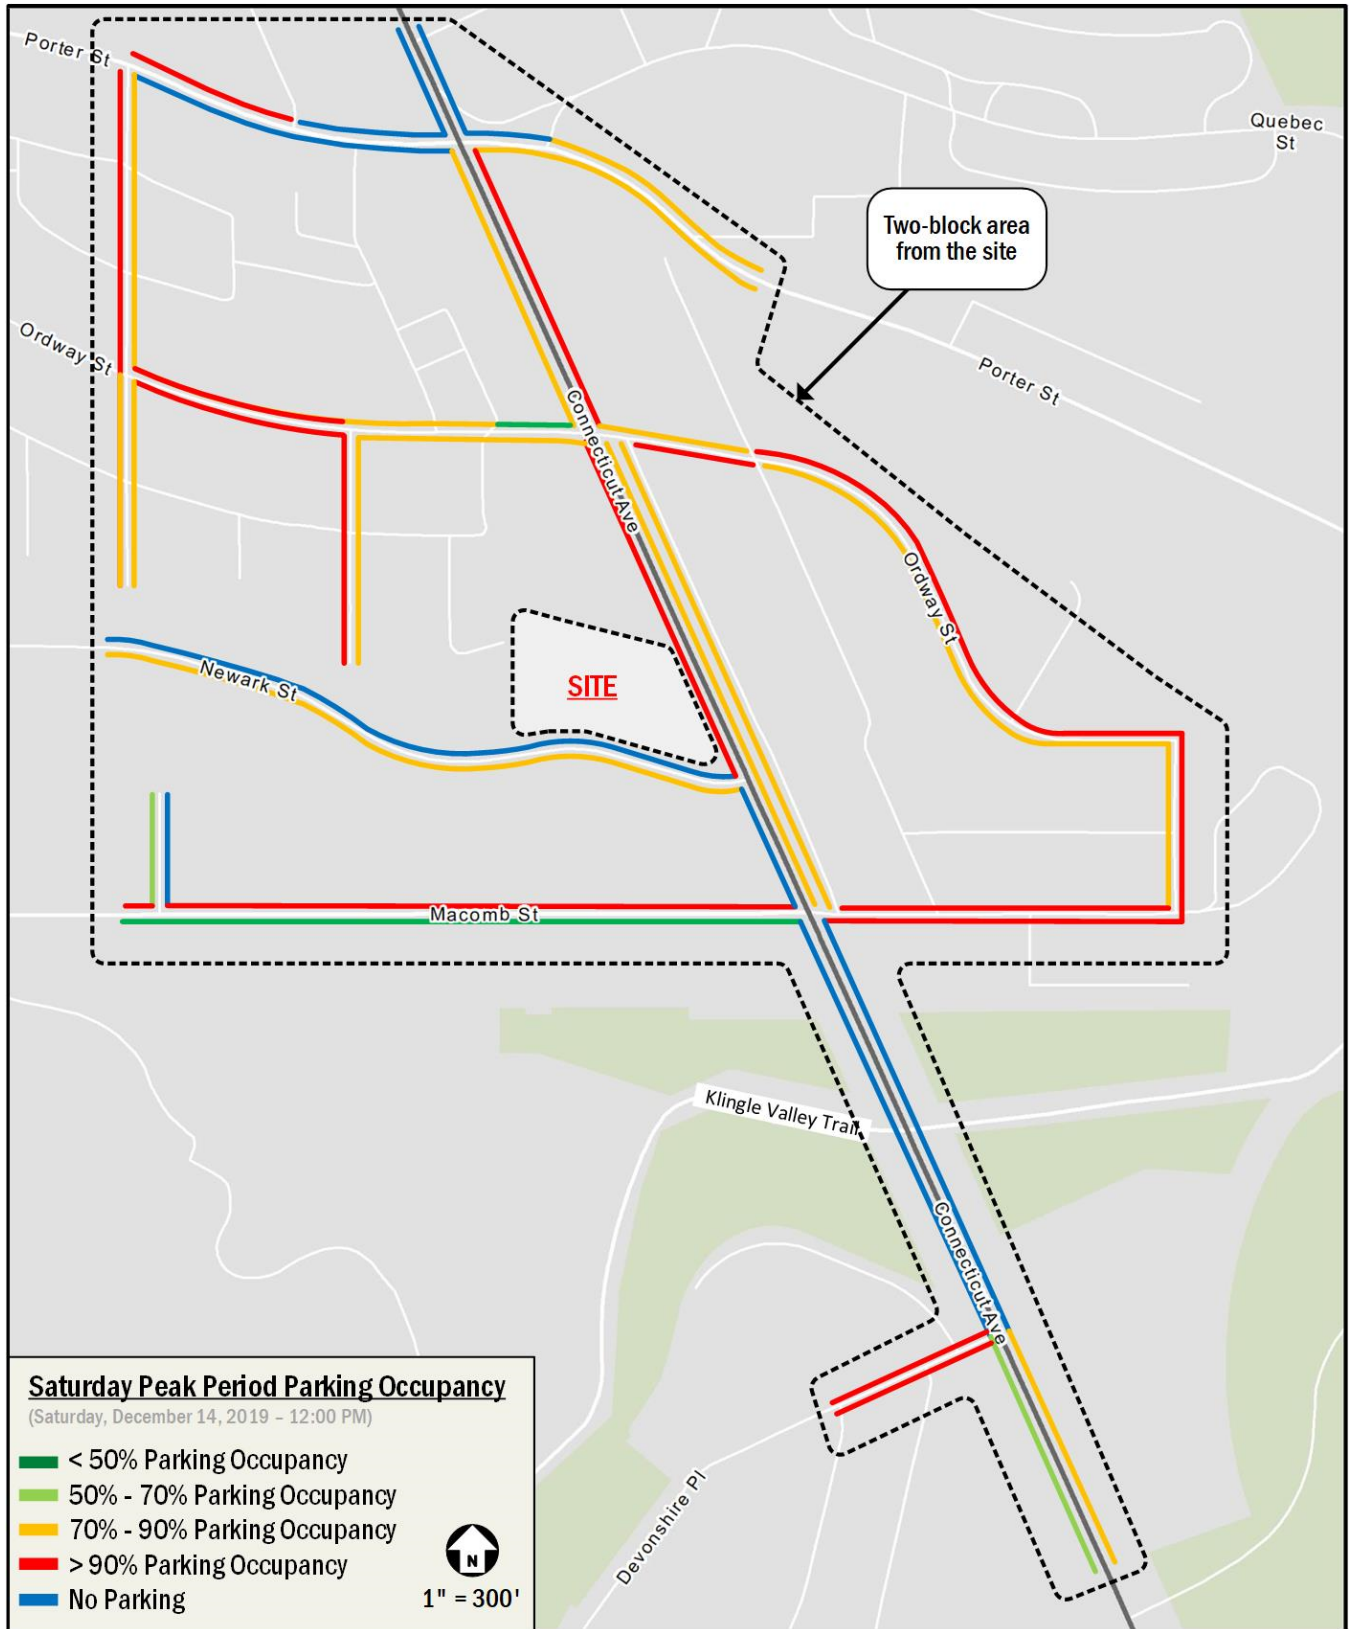 Porter St
Quebec
St
Two-block area
from the site
Ordway St
Porter St
Connecticut Ave
Ordway St
SITE
Newark St
Macomb St
Klingle Valley Trail
Connecticut Ave
Devonshire Pl
Saturday Peak Period Parking Occupancy
(Saturday, December 14, 2019 – 12:00 PM)
< 50% Parking Occupancy
50% - 70% Parking Occupancy
70% - 90% Parking Occupancy
> 90% Parking Occupancy
No Parking
N
1" = 300'